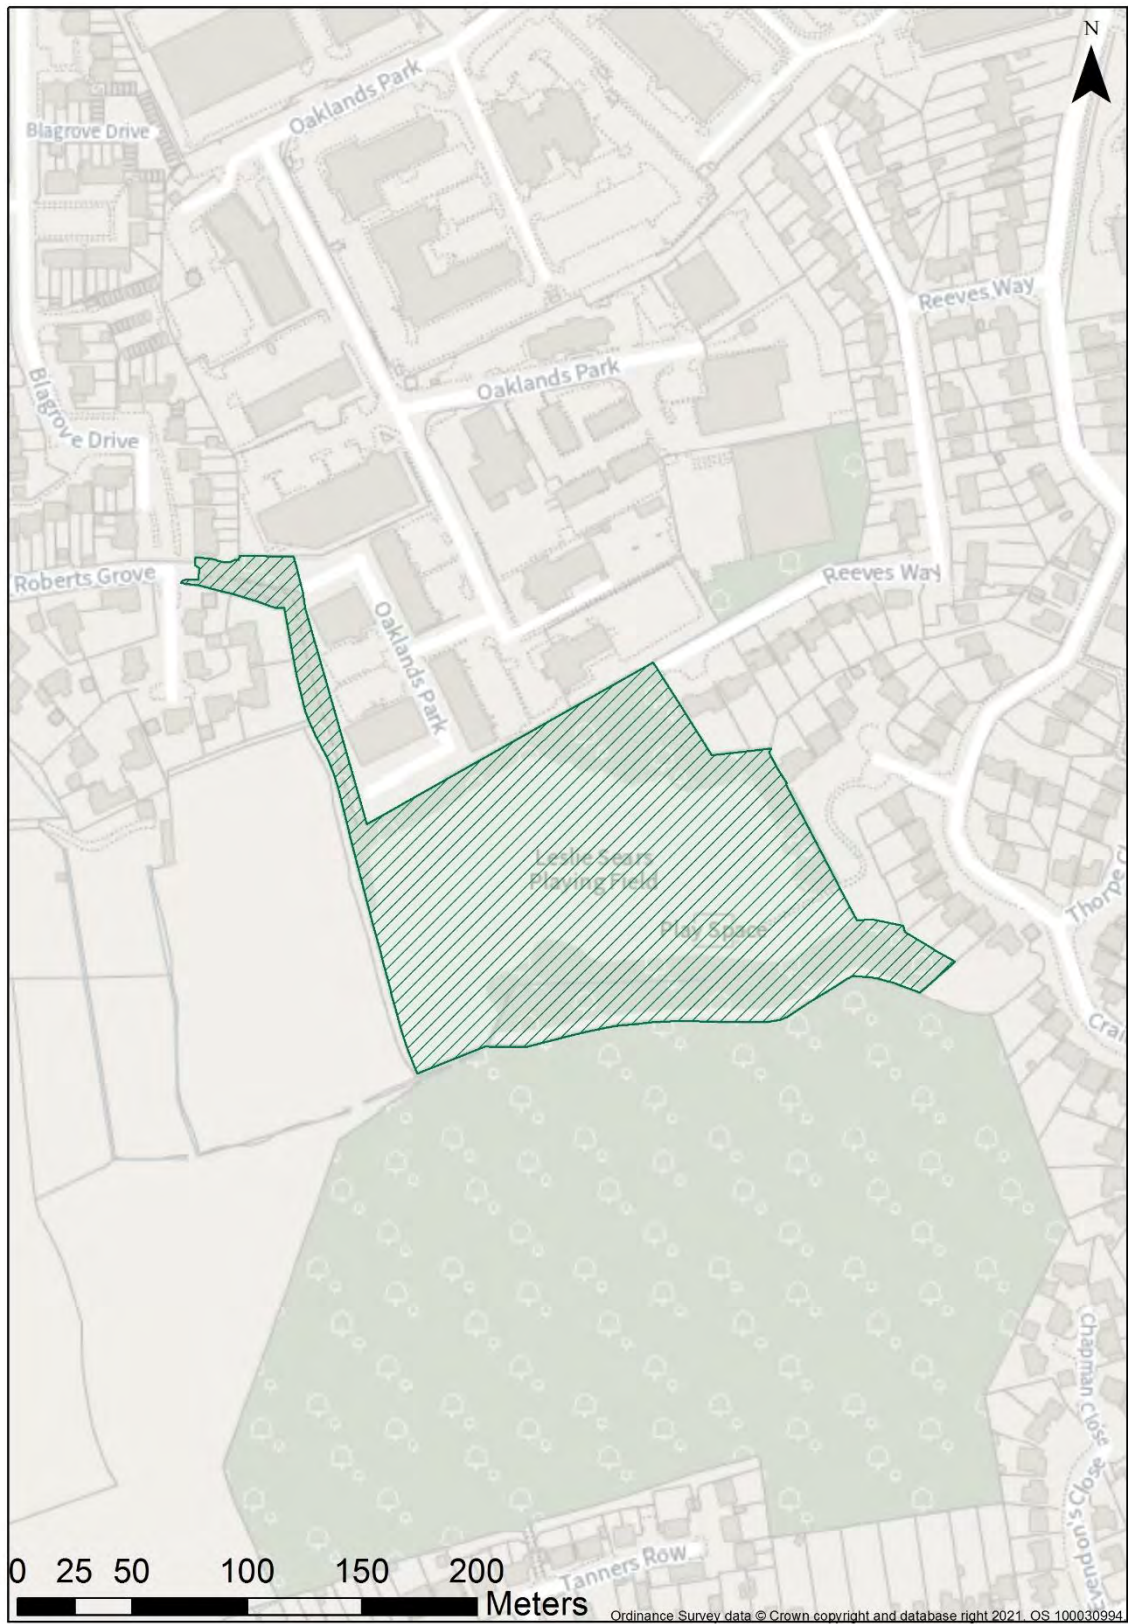 N
Oaklands Park
Blagrove Drive
Reeves Way
Oaklands Park
Blagrove Drive
Roberts Grove
Reeves Way
Oaklands Park
Leslie Sears
Playing Field
Play Space
Chapman Close
Tanners Row
0 25 50 100 150 200
Meters
Ordinance Survey data © Crown copyright and database right 2021. OS 100030994